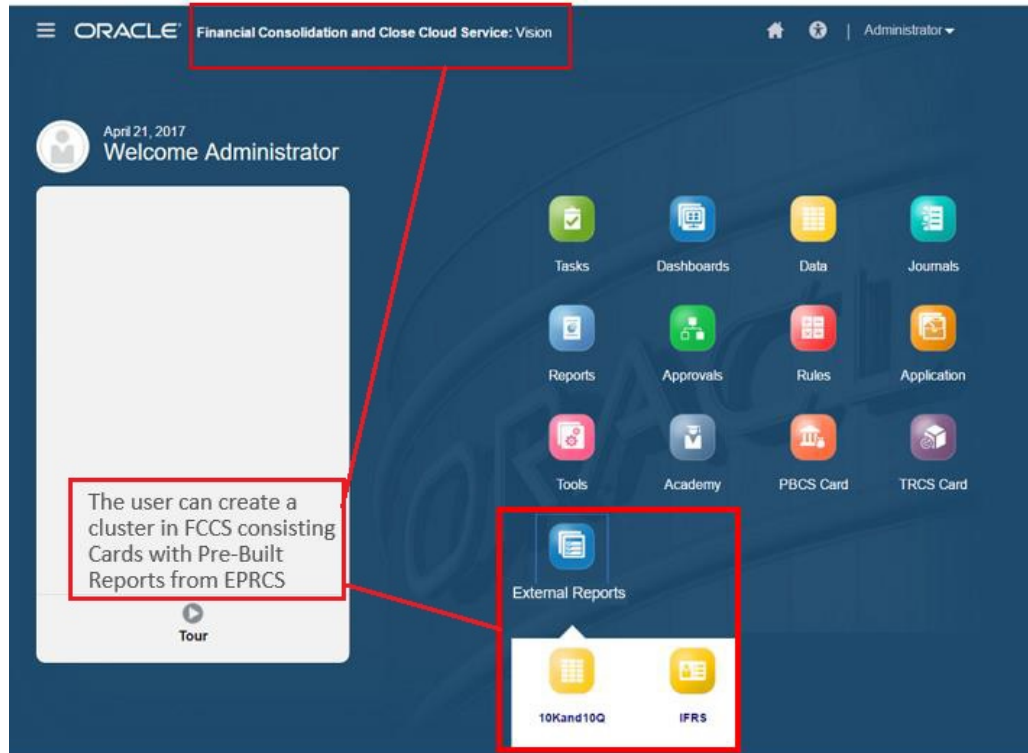 ORACLE Financial Consolidation and Close Cloud Service: Vision
Administrator
April 21, 2017
Welcome Administrator
Tasks Dashboards Data Journals
Reports Approvals Rules Application
Tools Academy PBCS Card TRCS Card
The user can create a
cluster in FCCS consisting
Cards with Pre-Built
Reports from EPRCS
Tour
External Reports
10Kand10Q IFRS